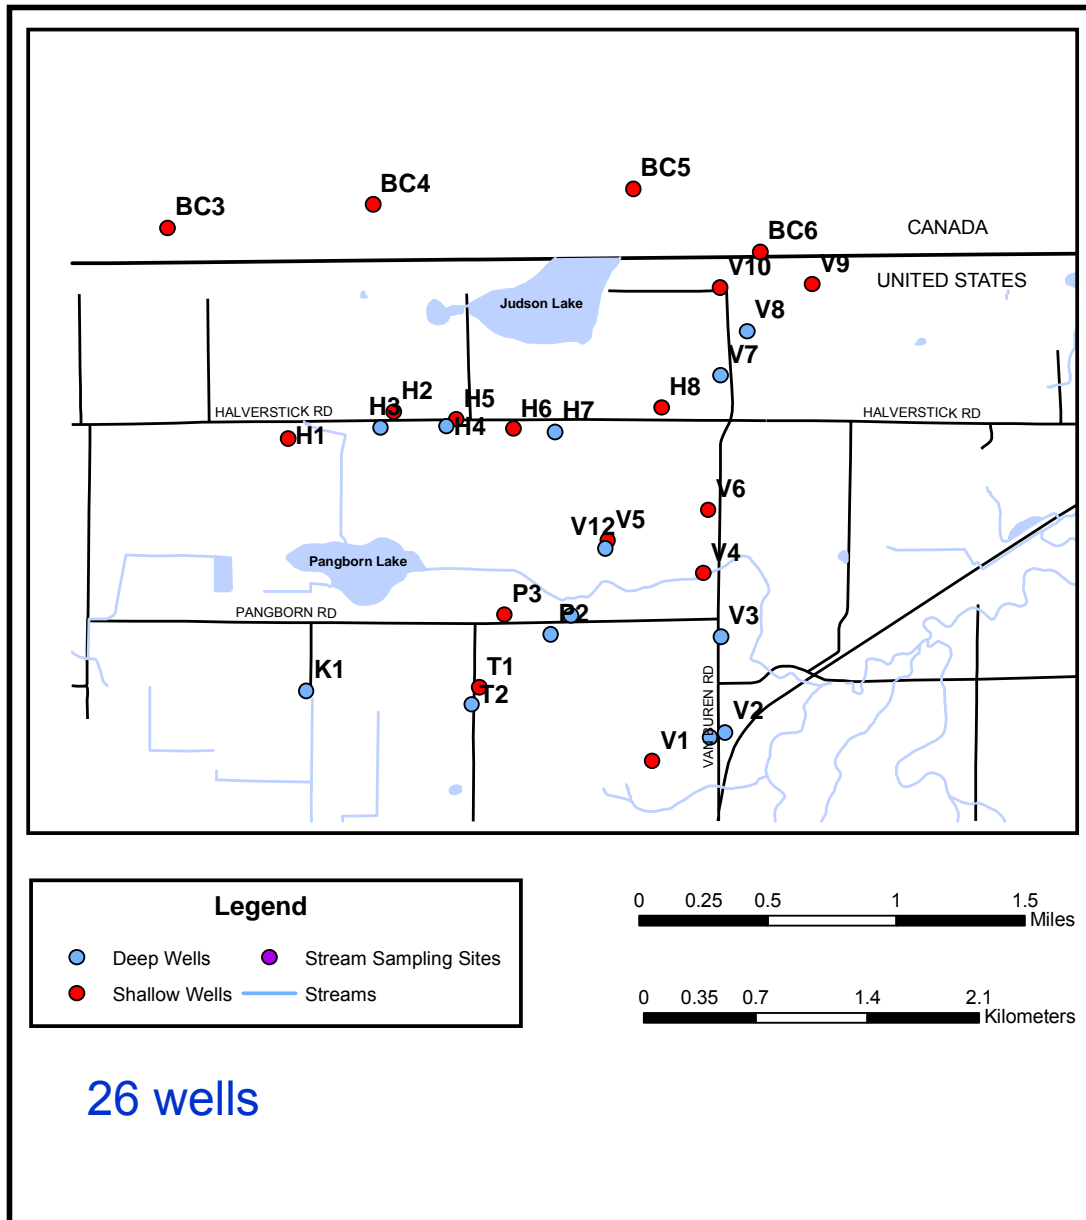 BC5
BC4
BC3
BC6
CANADA
V10
V9
UNITED STATES
Judson Lake
V8
V7
H2
H8
HALVERSTICK RD
H3
H5
H6
H7
HALVERSTICK RD
H1
H4
V6
V12
V5
Pangborn Lake
V4
P3
PANGBORN RD
P2
V3
K1
T1
T2
VAN BUREN RD
V2
V1
Legend
Deep Wells
Stream Sampling Sites
Shallow Wells
Streams
0 0.25 0.5 1 1.5
Miles
0 0.35 0.7 1.4 2.1
Kilometers
26 wells